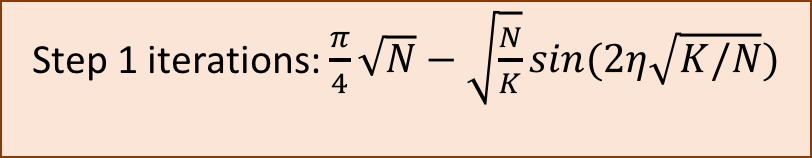 Step 1 iterations: π/4 √N − √(N/K) sin(2η√(K/N))